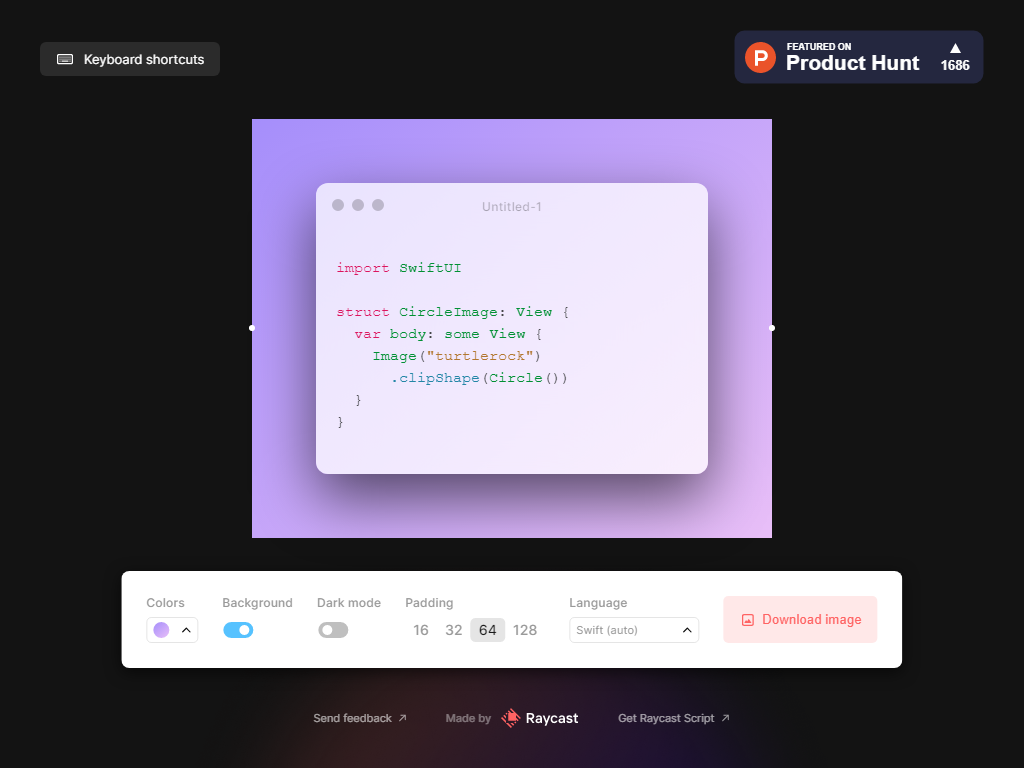 Keyboard shortcuts
FEATURED ON
Product Hunt
1686
Untitled-1
import SwiftUI
struct CircleImage: View {
  var body: some View {
    Image("turtlerock")
      .clipShape(Circle())
  }
}
Colors
Background
Dark mode
Padding
16 32 64 128
Language
Swift (auto)
Download image
Send feedback
Made by Raycast
Get Raycast Script